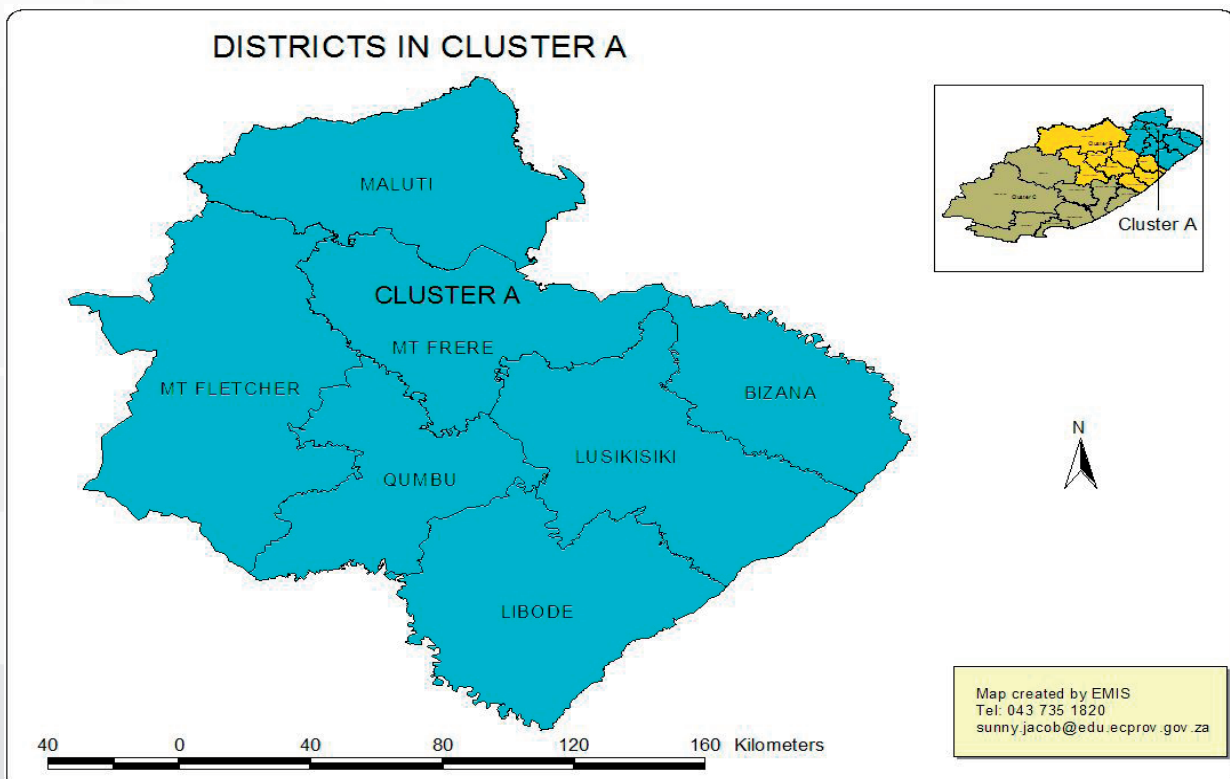 DISTRICTS IN CLUSTER A
MALUTI
Cluster C
Cluster A
CLUSTER A
MT FRERE
MT FLETCHER
BIZANA
N
LUSIKISIKI
QUMBU
LIBODE
Map created by EMIS
Tel: 043 735 1820
sunny.jacob@edu.ecprov.gov.za
40 0 40 80 120 160 Kilometers